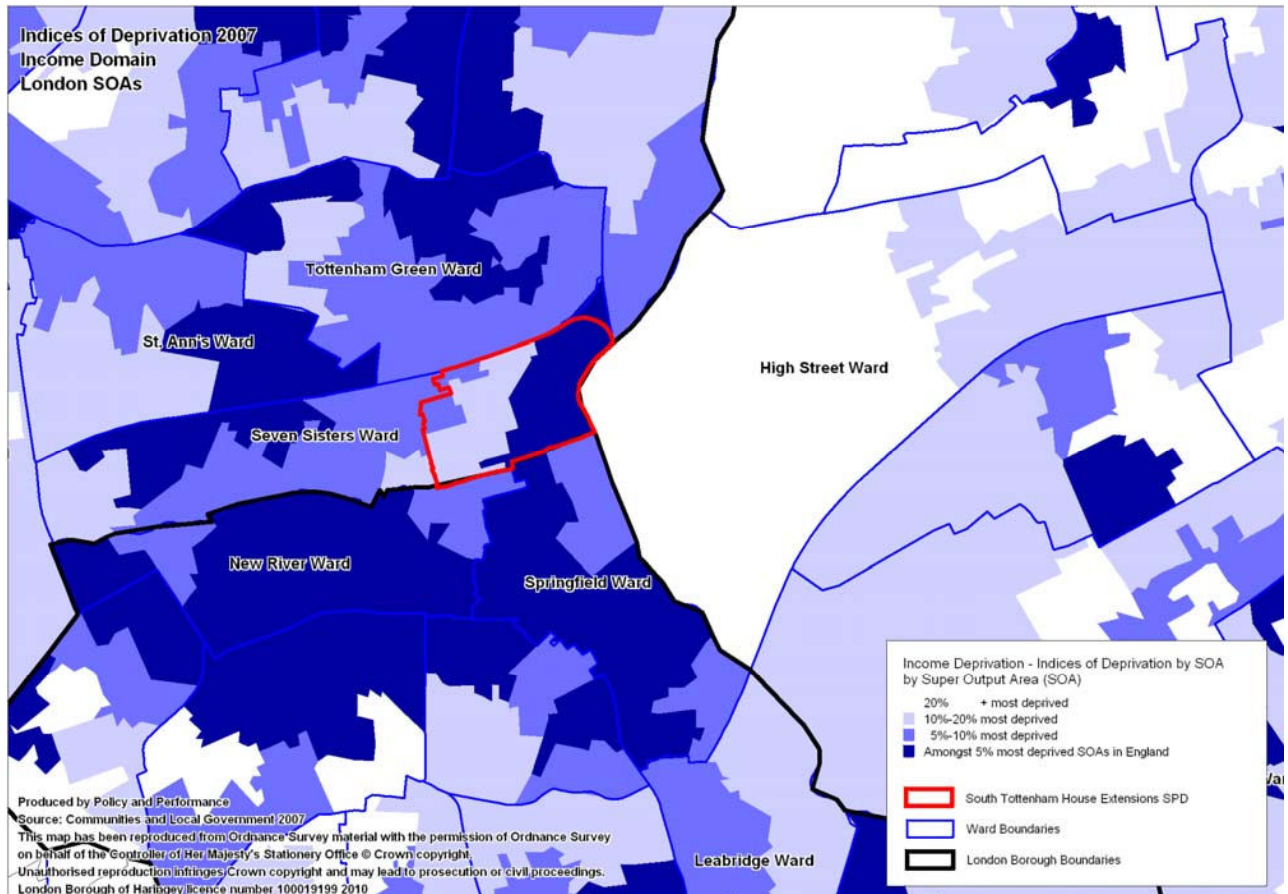 Indices of Deprivation 2007
Income Domain
London SOAs
Tottenham Green Ward
St. Ann's Ward
High Street Ward
Seven Sisters Ward
New River Ward
Springfield Ward
Leabridge Ward
Income Deprivation - Indices of Deprivation by SOA
by Super Output Area (SOA)
20% + most deprived
10%-20% most deprived
5%-10% most deprived
Amongst 5% most deprived SOAs in England
South Tottenham House Extensions SPD
Ward Boundaries
London Borough Boundaries
Produced by Policy and Performance
Source: Communities and Local Government 2007
This map has been reproduced from Ordnance Survey material with the permission of Ordnance Survey
on behalf of the Controller of Her Majesty's Stationery Office © Crown copyright.
Unauthorised reproduction infringes Crown copyright and may lead to prosecution or civil proceedings.
London Borough of Haringey licence number 100019199 2010